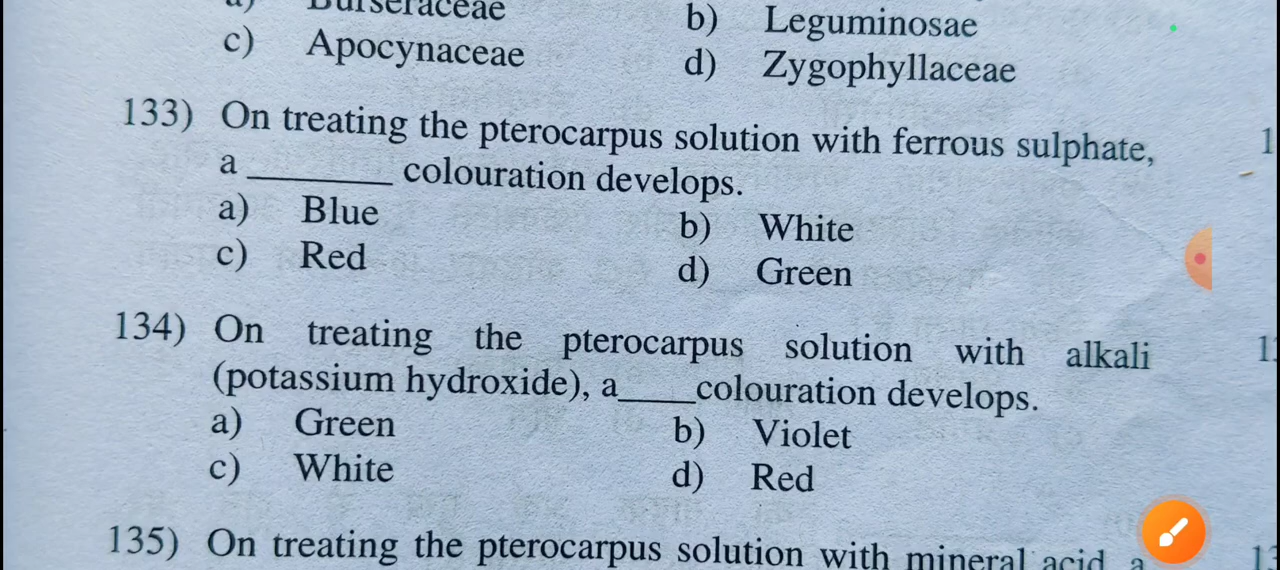 a) Burseraceae b) Leguminosae
c) Apocynaceae d) Zygophyllaceae
133) On treating the pterocarpus solution with ferrous sulphate,
a ________ colouration develops.
a) Blue b) White
c) Red d) Green
134) On treating the pterocarpus solution with alkali
(potassium hydroxide), a____colouration develops.
a) Green b) Violet
c) White d) Red
135) On treating the pterocarpus solution with mineral acid a